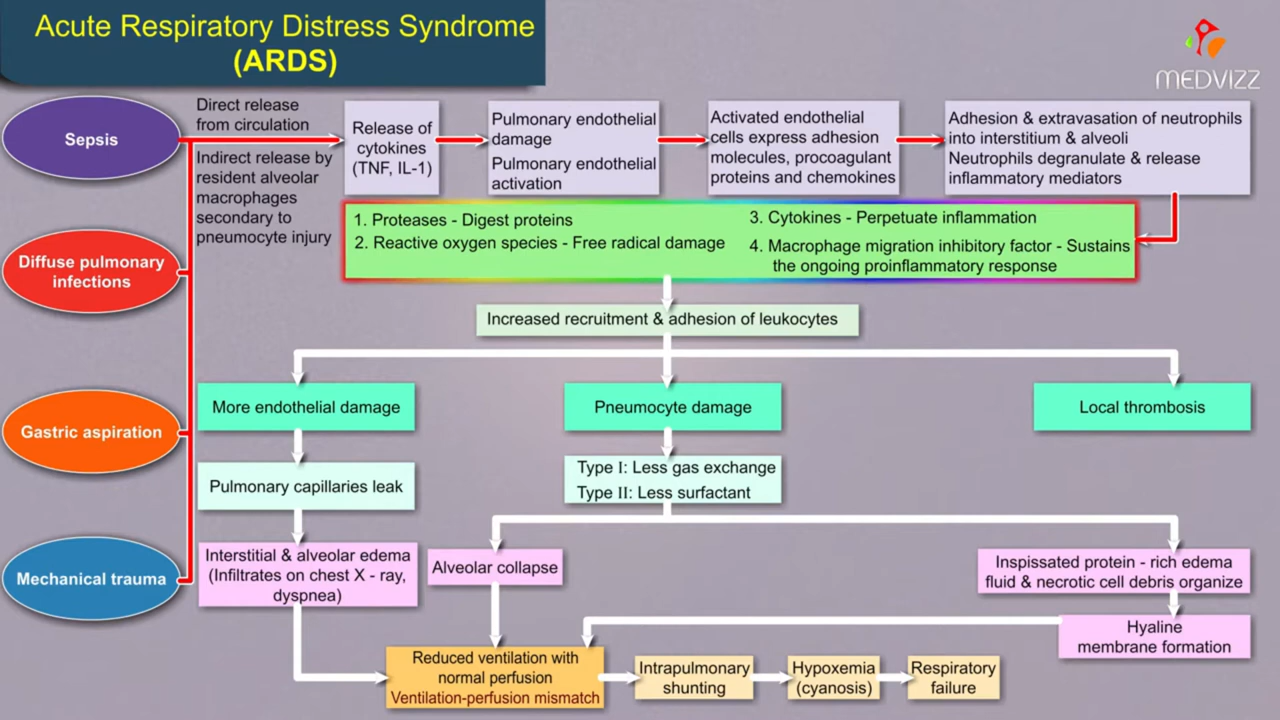 Acute Respiratory Distress Syndrome
(ARDS)
MEDVIZZ
Sepsis
Diffuse pulmonary
infections
Gastric aspiration
Mechanical trauma
Direct release
from circulation
Indirect release by
resident alveolar
macrophages
secondary to
pneumocyte injury
Release of
cytokines
(TNF, IL-1)
Pulmonary endothelial
damage
Pulmonary endothelial
activation
Activated endothelial
cells express adhesion
molecules, procoagulant
proteins and chemokines
Adhesion & extravasation of neutrophils
into interstitium & alveoli
Neutrophils degranulate & release
inflammatory mediators
1. Proteases - Digest proteins
2. Reactive oxygen species - Free radical damage
3. Cytokines - Perpetuate inflammation
4. Macrophage migration inhibitory factor - Sustains
the ongoing proinflammatory response
Increased recruitment & adhesion of leukocytes
More endothelial damage
Pneumocyte damage
Local thrombosis
Pulmonary capillaries leak
Type I: Less gas exchange
Type II: Less surfactant
Interstitial & alveolar edema
(Infiltrates on chest X - ray,
dyspnea)
Alveolar collapse
Inspissated protein - rich edema
fluid & necrotic cell debris organize
Hyaline
membrane formation
Reduced ventilation with
normal perfusion
Ventilation-perfusion mismatch
Intrapulmonary
shunting
Hypoxemia
(cyanosis)
Respiratory
failure